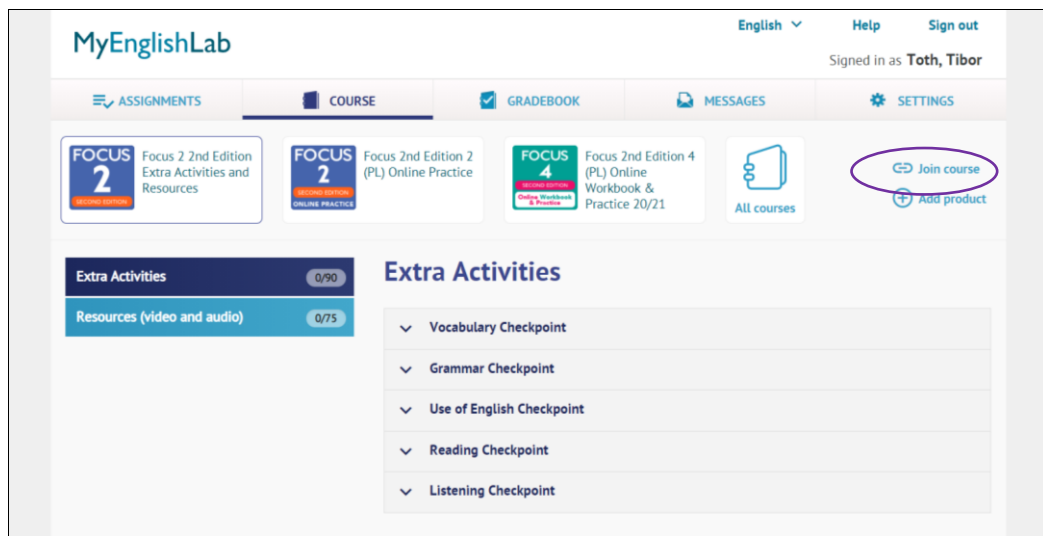 MyEnglishLab
English Help Sign out
Signed in as Toth, Tibor
ASSIGNMENTS COURSE GRADEBOOK MESSAGES SETTINGS
FOCUS
2
SECOND EDITION
Focus 2 2nd Edition
Extra Activities and
Resources
FOCUS
2
SECOND EDITION
ONLINE PRACTICE
Focus 2nd Edition 2
(PL) Online Practice
FOCUS
4
SECOND EDITION
Online Workbook
& Practice
Focus 2nd Edition 4
(PL) Online
Workbook &
Practice 20/21
All courses
Join course
Add product
Extra Activities 0/90
Resources (video and audio) 0/75
Extra Activities
Vocabulary Checkpoint
Grammar Checkpoint
Use of English Checkpoint
Reading Checkpoint
Listening Checkpoint